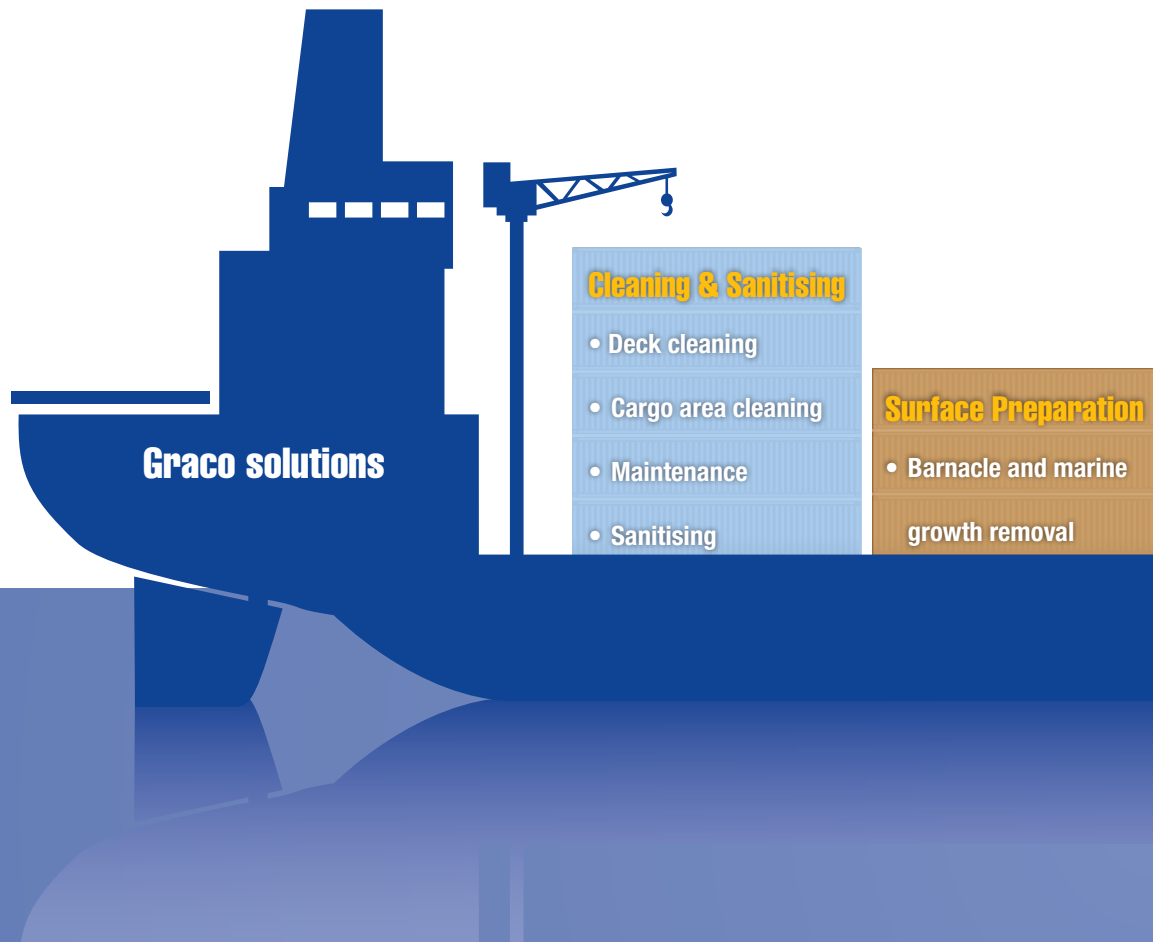 Graco solutions
Cleaning & Sanitising
• Deck cleaning
• Cargo area cleaning
• Maintenance
• Sanitising
Surface Preparation
• Barnacle and marine
growth removal